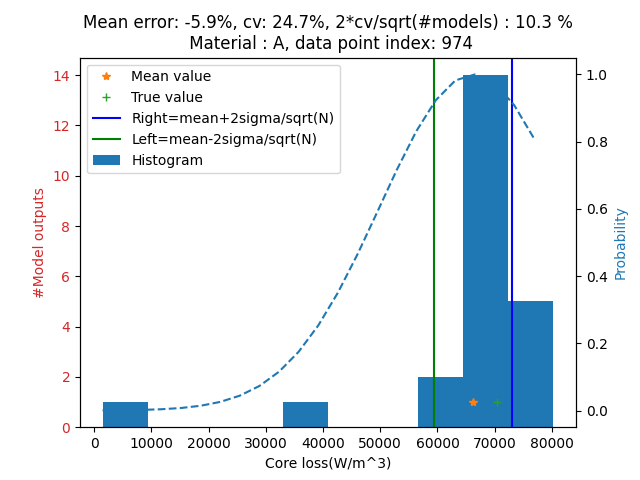 Mean error: -5.9%, cv: 24.7%, 2*cv/sqrt(#models) : 10.3 %
Material : A, data point index: 974
Mean value
True value
Right=mean+2sigma/sqrt(N)
Left=mean-2sigma/sqrt(N)
Histogram
#Model outputs
14
12
10
8
6
4
2
0
1.0
0.8
0.6
0.4
0.2
0.0
Probability
0 10000 20000 30000 40000 50000 60000 70000 80000
Core loss(W/m^3)